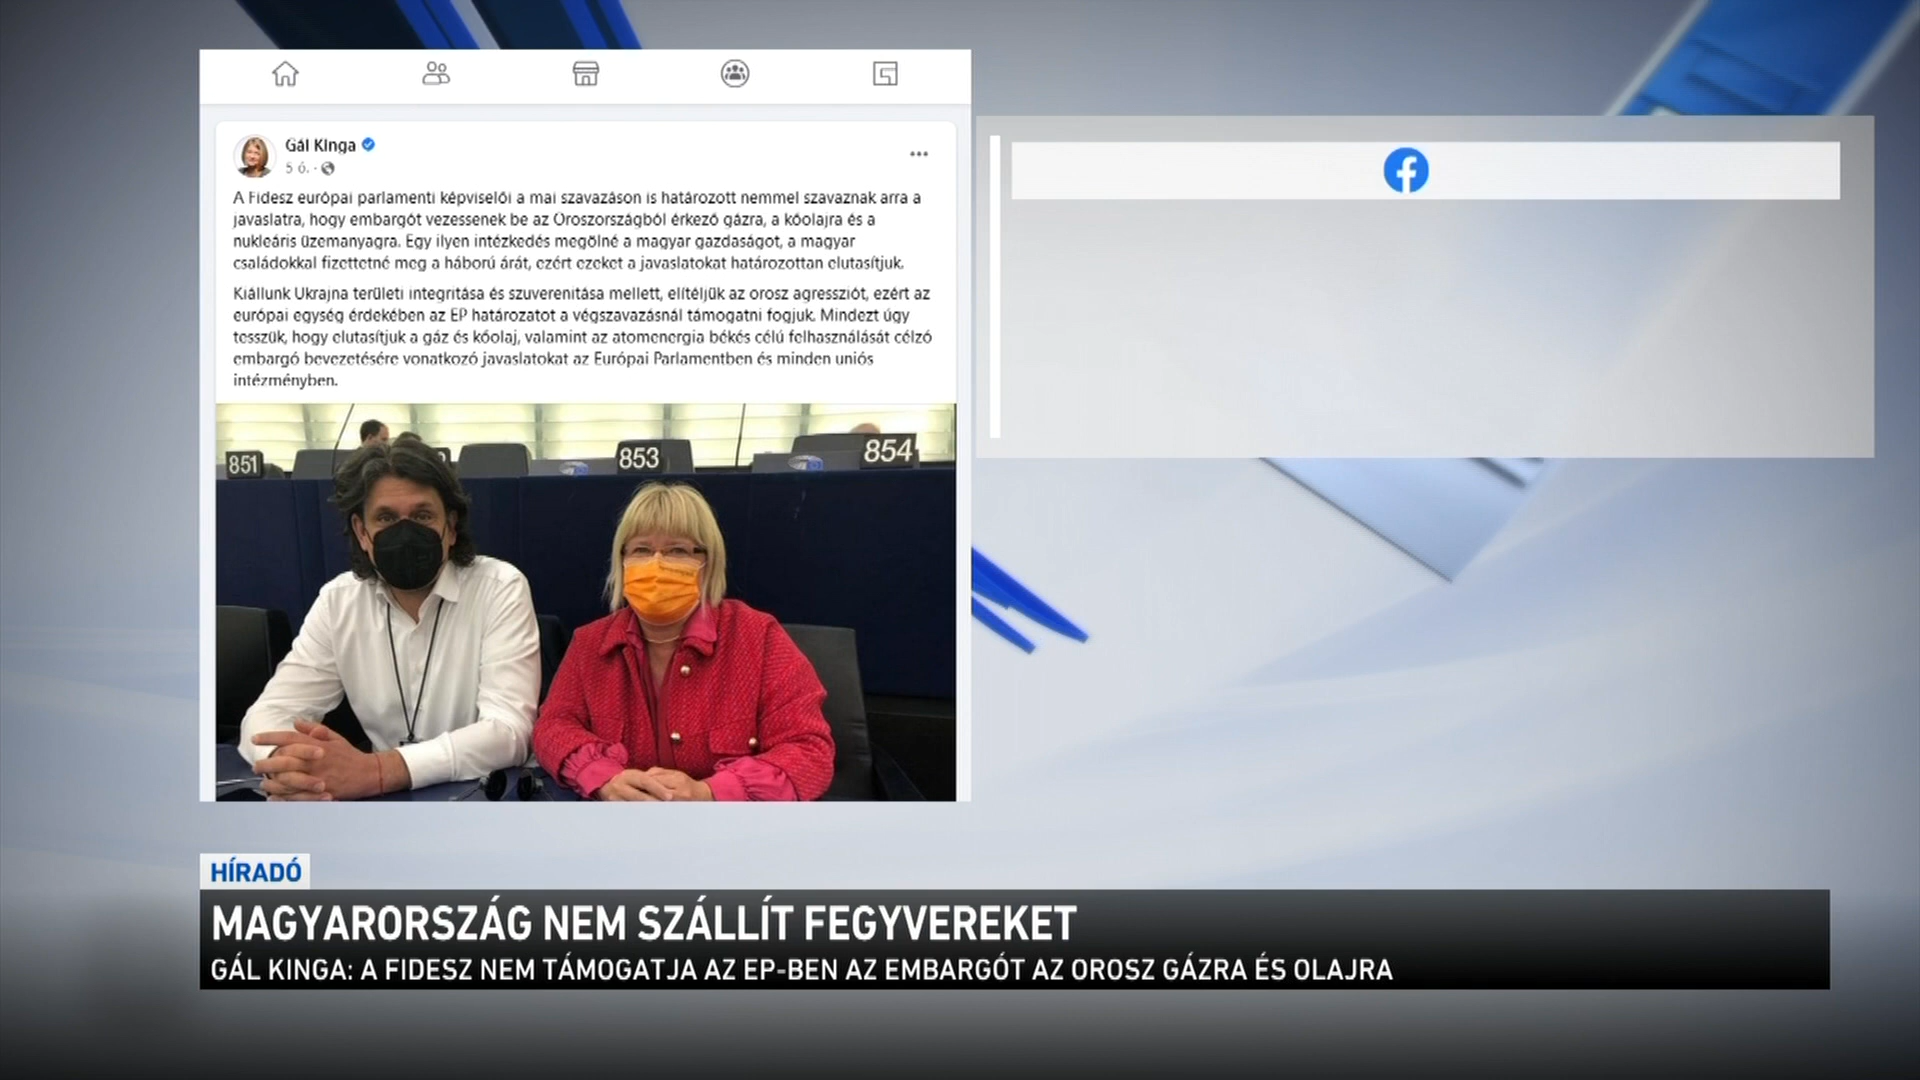 Gál Kinga
5 ó.
A Fidesz európai parlamenti képviselői a mai szavazáson is határozott nemmel szavaznak arra a
javaslatra, hogy embargót vezessenek be az Oroszországból érkező gázra, a kőolajra és a
nukleáris üzemanyagra. Egy ilyen intézkedés megölné a magyar gazdaságot, a magyar
családokkal fizettetné meg a háború árát, ezért ezeket a javaslatokat határozottan elutasítjuk.
Kiállunk Ukrajna területi integritása és szuverenitása mellett, elítéljük az orosz agressziót, ezért az
európai egység érdekében az EP határozatot a végszavazásnál támogatni fogjuk. Mindezt úgy
tesszük, hogy elutasítjuk a gáz és kőolaj, valamint az atomenergia békés célú felhasználását célzó
embargó bevezetésére vonatkozó javaslatokat az Európai Parlamentben és minden uniós
intézményben.
851
853
854
HÍRADÓ
MAGYARORSZÁG NEM SZÁLLÍT FEGYVEREKET
GÁL KINGA: A FIDESZ NEM TÁMOGATJA AZ EP-BEN AZ EMBARGÓT AZ OROSZ GÁZRA ÉS OLAJRA